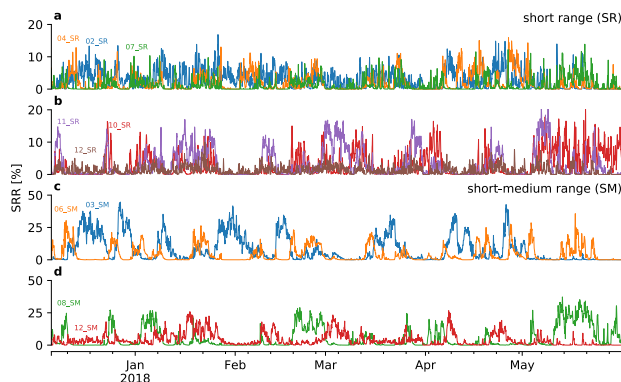 a
short range (SR)
20
04_SR
02_SR
07_SR
10
0
b
20
11_SR
10_SR
10
12_SR
0
SRR [%]
c
short-medium range (SM)
50
06_SM
03_SM
25
0
d
50
08_SM
25
12_SM
0
Jan
Feb
Mar
Apr
May
2018